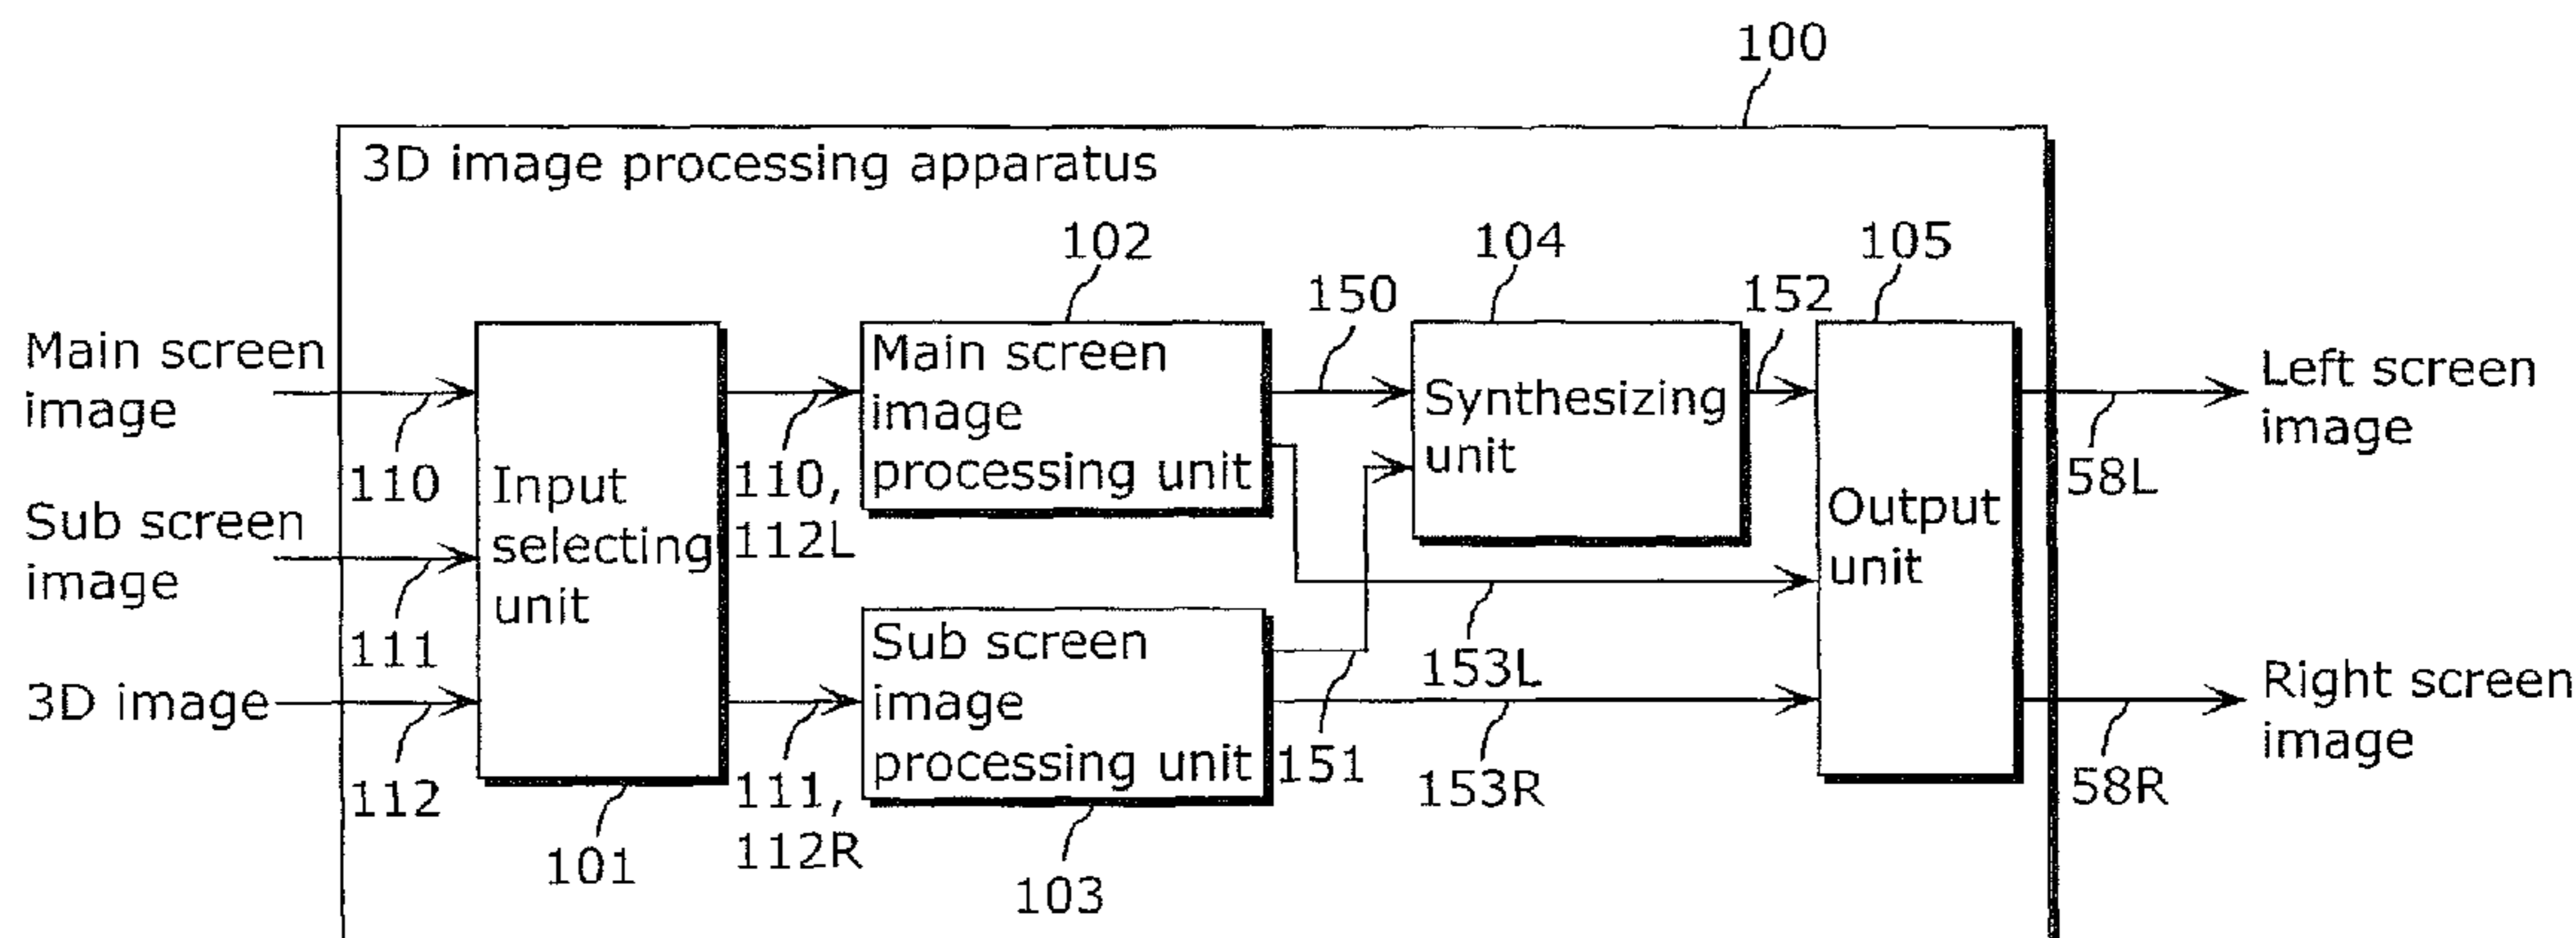 100
3D image processing apparatus
102
104
105
150
152
Main screen
image
110
Sub screen
image
111
3D image
112
Input
selecting
unit
101
110,
112L
111,
112R
Main screen
image
processing unit
Sub screen
image
processing unit
103
151
153L
153R
Synthesizing
unit
Output
unit
58L
Left screen
image
58R
Right screen
image